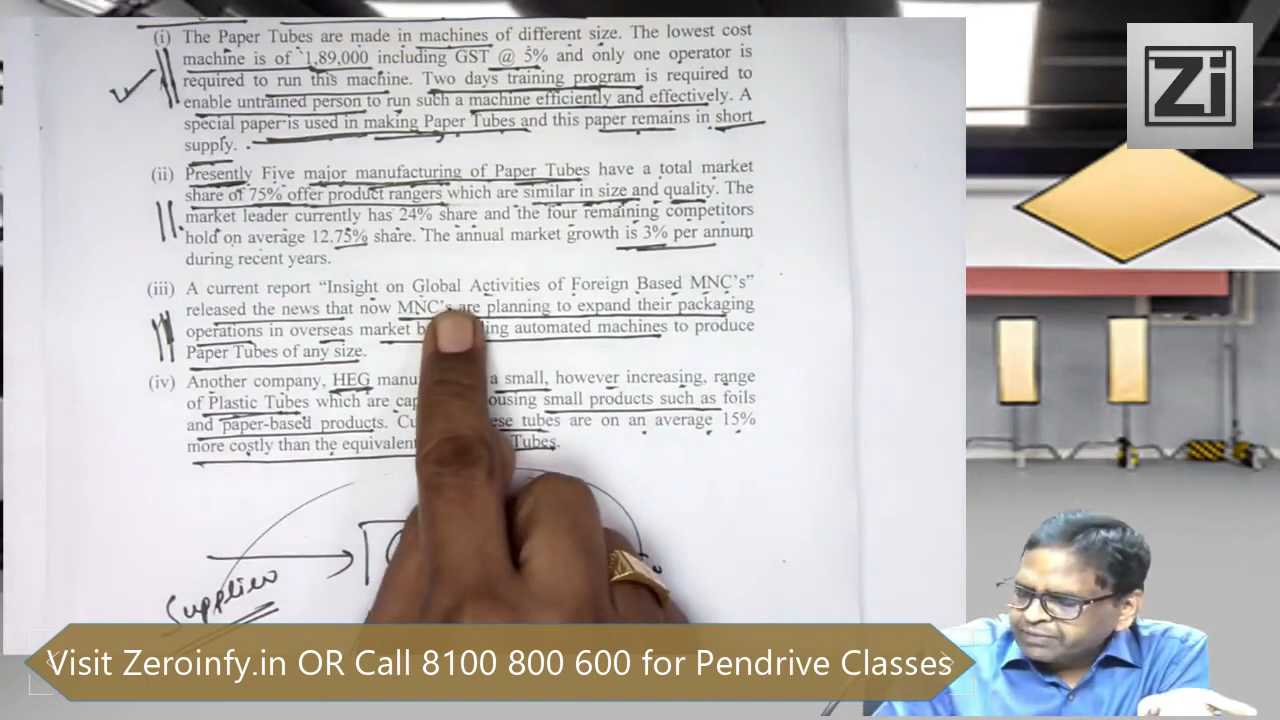 (i) The Paper Tubes are made in machines of different size. The lowest cost
machine is of `1,89,000 including GST @ 5% and only one operator is
required to run this machine. Two days training program is required to
enable untrained person to run such a machine efficiently and effectively. A
special paper is used in making Paper Tubes and this paper remains in short
supply.
(ii) Presently Five major manufacturing of Paper Tubes have a total market
share of 75% offer product rangers which are similar in size and quality. The
market leader currently has 24% share and the four remaining competitors
hold on average 12.75% share. The annual market growth is 3% per annum
during recent years.
(iii) A current report “Insight on Global Activities of Foreign Based MNC’s”
released the news that now MNC’s are planning to expand their packaging
operations in overseas market automated machines to produce
Paper Tubes of any size.
(iv) Another company, HEG a small, however increasing, range
of Plastic Tubes which are small products such as foils
and paper-based products. tubes are on an average 15%
more costly than the equivalent Tubes.
Supplies
Zi
Visit Zeroinfy.in OR Call 8100 800 600 for Pendrive Classes